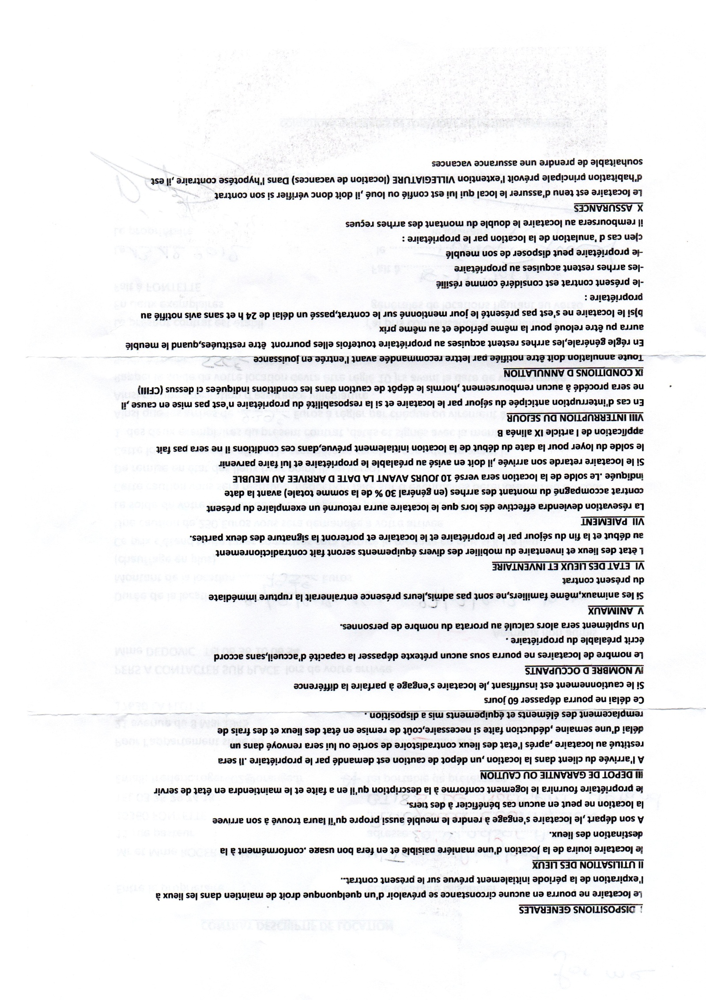 I DISPOSITIONS GENERALES
Le locataire ne pourra en aucune circonstance se prévaloir d'un quelquonque droit de maintien dans les lieux à
l'expiration de la période initialement prévue sur le présent contrat..
II UTILISATION DES LIEUX
le locataire jouira de la location d'une maniére paisible et en fera bon usage .conformément à la
destination des lieux.
A son départ ,le locataire s'engage à rendre le meublé aussi propre qu'il laura trouvé à son arrivee
la location ne peut en aucun cas bénéficier à des tiers.
le propriétaire fournira le logement conforme à la description qu'il en a faite et le maintiendra en état de servir
III DEPOT DE GARANTIE OU CAUTION
A l'arrivée du client dans la location ,un dépot de caution est demandé par le propriétaire .Il sera
restitué au locataire ,aprés l'etat des lieux contradistoire de sortie ou lui sera renvoyé dans un
délai d'une semaine ,déduction faite si necessaire,coût de remise en état des lieux et des frais de
remplacement des éléments et équipements mis a disposition .
Ce délai ne pourra dépasser 60 jours
Si le cautionnement est insuffisant ,le locataire s'engage à parfaire la différence
IV NOMBRE D OCCUPANTS
Le nombre de locataires ne pourra sous aucun prétexte dépasser la capacité d'accueil,sans accord
écrit préalable du propriétaire .
Un suplément sera alors calculé au prorata du nombre de personnes.
V ANIMAUX
Si les animaux,même familiers,ne sont pas admis,leurs présence entrainerait la rupture immédiate
du présent contrat
VI ETAT DES LIEUX ET INVENTAIRE
L ètat des lieux et inventaire du mobilier des divers équipements seront fait contradictionrement
au début et la fin du sejour par le propriétaire et le locataire et porteront la signature des deux parties.
VII PAIEMENT
La résevation deviendra effective dés lors que le locataire aurra retourné un exemplaire du présent
contrat accompagné du montant des arrhes (en général 30 % de la somme totale) avant la date
indiquée .Le solde de la location sera versé 10 JOURS AVANT LA DATE D ARRIVEE AU MEUBLE
Si le locataire retarde son arrivée ,il doit en avisé au préalable le propriétaire et lui faire parvenir
le solde du loyer pour la date du début de la location initialement prévue,dans ces conditions il ne sera pas fait
application de l article IX alinéa B
VIII INTERRUPTION DU SEJOUR
En cas d'interruption anticipée du séjour par le locataire et si la resposabilité du propriétaire n'est pas mise en cause ,il
ne sera procédé à aucun remboursement ,hormis le dépôt de caution dans les conditions indiquées ci dessus (CFIII)
IX CONDITIONS D ANNULATION
Toute annulation doit être notifiée par lettre recommandée avant l'entrée en jouissance
En régle générale,les arrhes restent acquises au propriétaire toutefois elles pourront être restituées,quand le meublé
aurra pu être reloué pour la même période et au même prix
b)si le locataire ne s'est pas présenté le jour mentionné sur le contrat,passé un délai de 24 h et sans avis notifié au
propriétaire :
-le présent contrat est considéré comme résilié
-les arrhes restent acquises au propriétaire
-le propriétaire peut disposer de son meublé
c)en cas d 'anulation de la location par le propriétaire :
il remboursera au locataire le double du montant des arrhes reçues
X ASSURANCES
Le locataire est tenu d'assurer le local qui lui est confié ou loué ,il doit donc vérifier si son contrat
d'habitation principale prévoit l'extention VILLEGIATURE (location de vacances) Dans l'hypotése contraire ,il est
souhaitable de prendre une assurance vacances